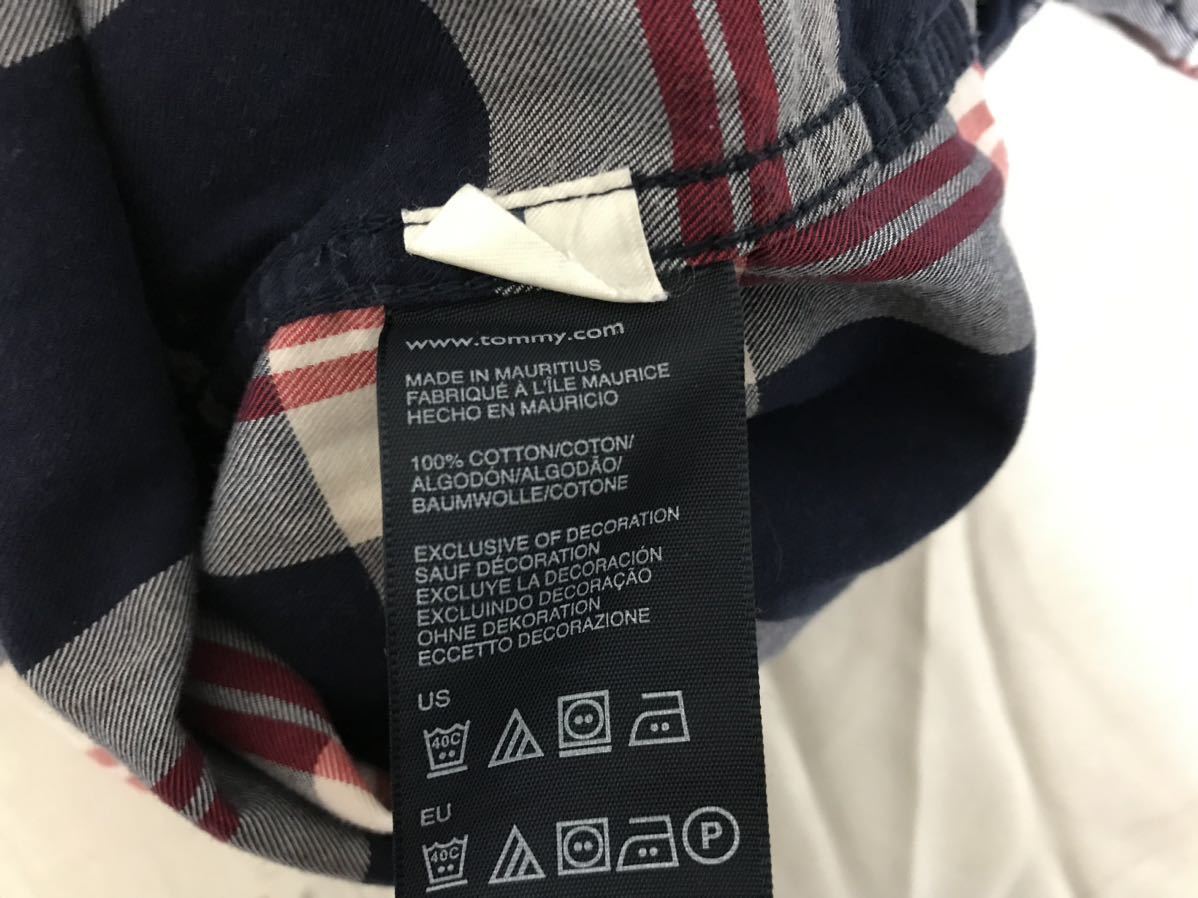 www.tommy.com
MADE IN MAURITIUS
FABRIQUÉ À L'ÎLE MAURICE
HECHO EN MAURICIO
100% COTTON/COTON/
ALGODÓN/ALGODÃO/
BAUMWOLLE/COTONE
EXCLUSIVE OF DECORATION
SAUF DÉCORATION
EXCLUYE LA DECORACIÓN
EXCLUINDO DECORAÇÃO
OHNE DEKORATION
ECCETTO DECORAZIONE
US
40C
EU
40C P